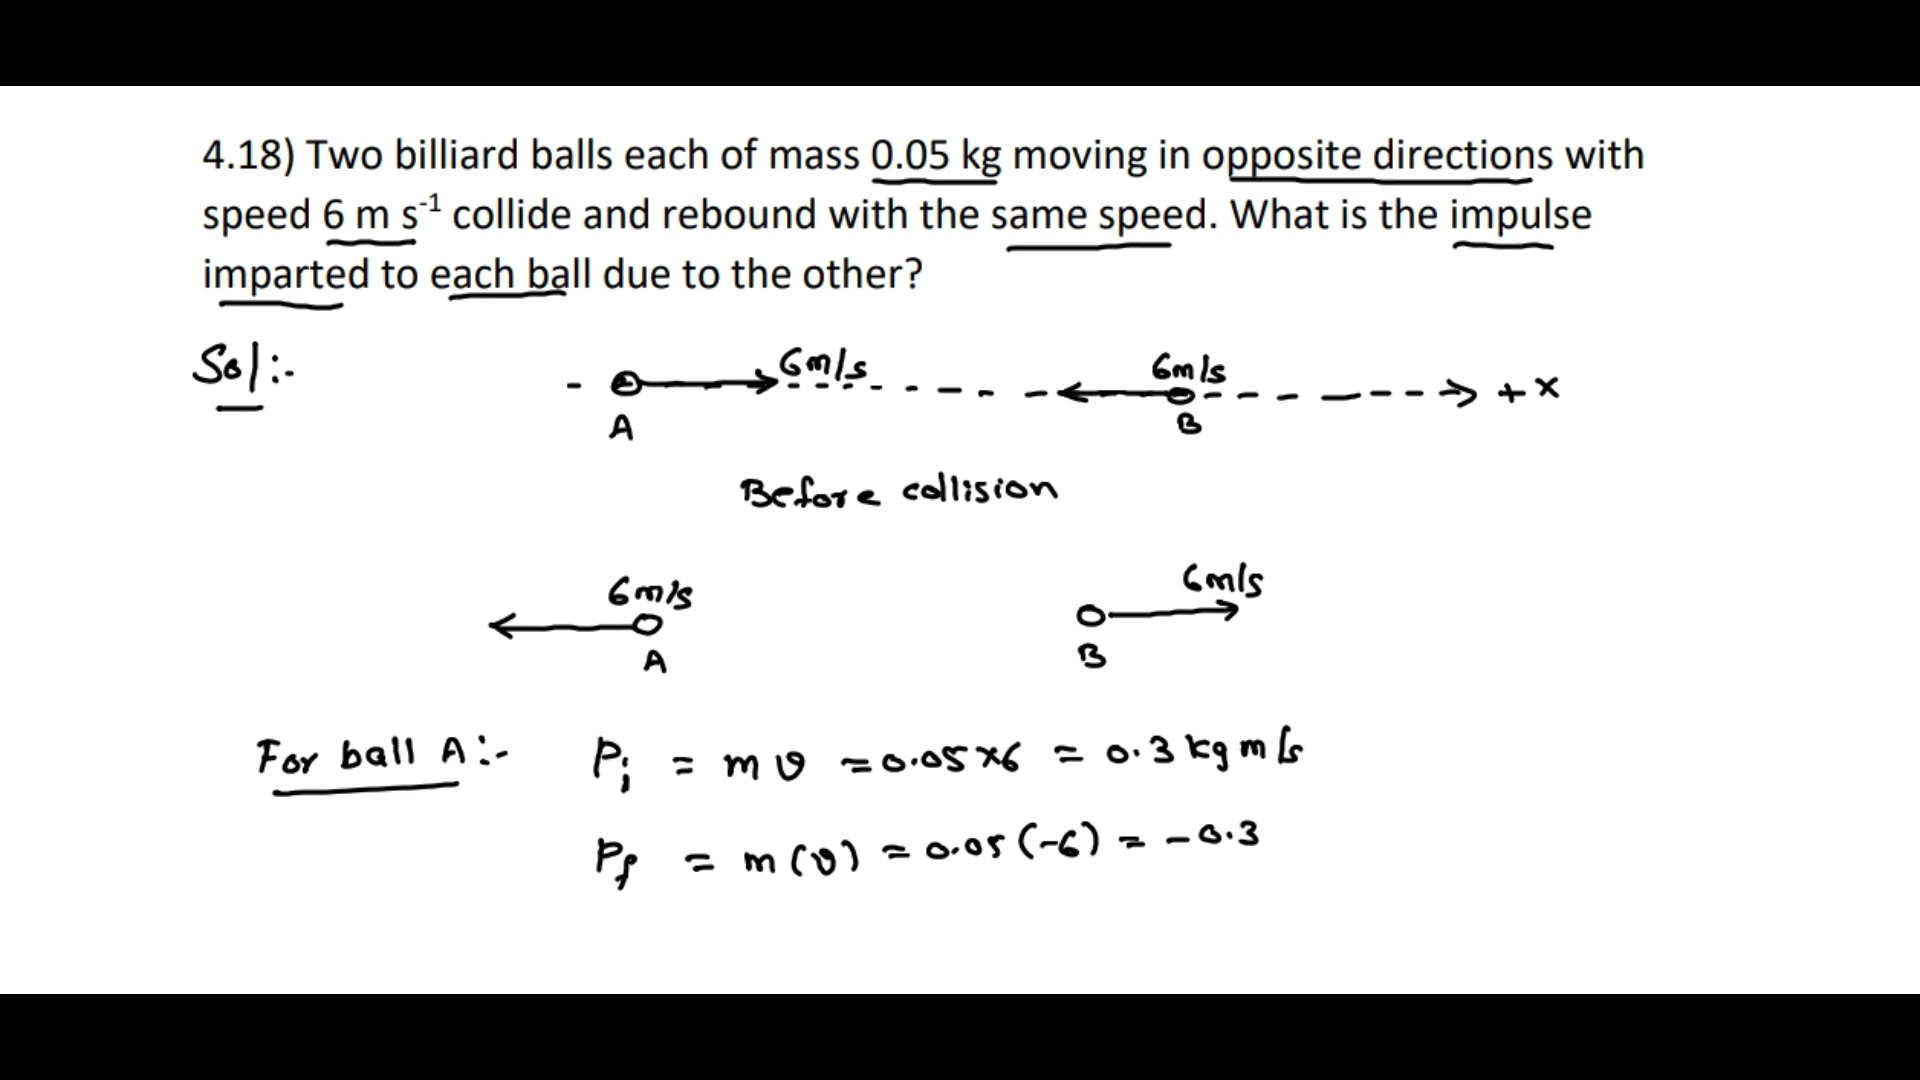 4.18) Two billiard balls each of mass 0.05 kg moving in opposite directions with
speed 6 m s⁻¹ collide and rebound with the same speed. What is the impulse
imparted to each ball due to the other?
Sol:-
6m/s 6m/s + x
A B
Before collision
6m/s 6m/s
A B
For ball A:- Pi = mv = 0.05×6 = 0.3 kg m/s
Pf = m(v) = 0.05(-6) = -0.3